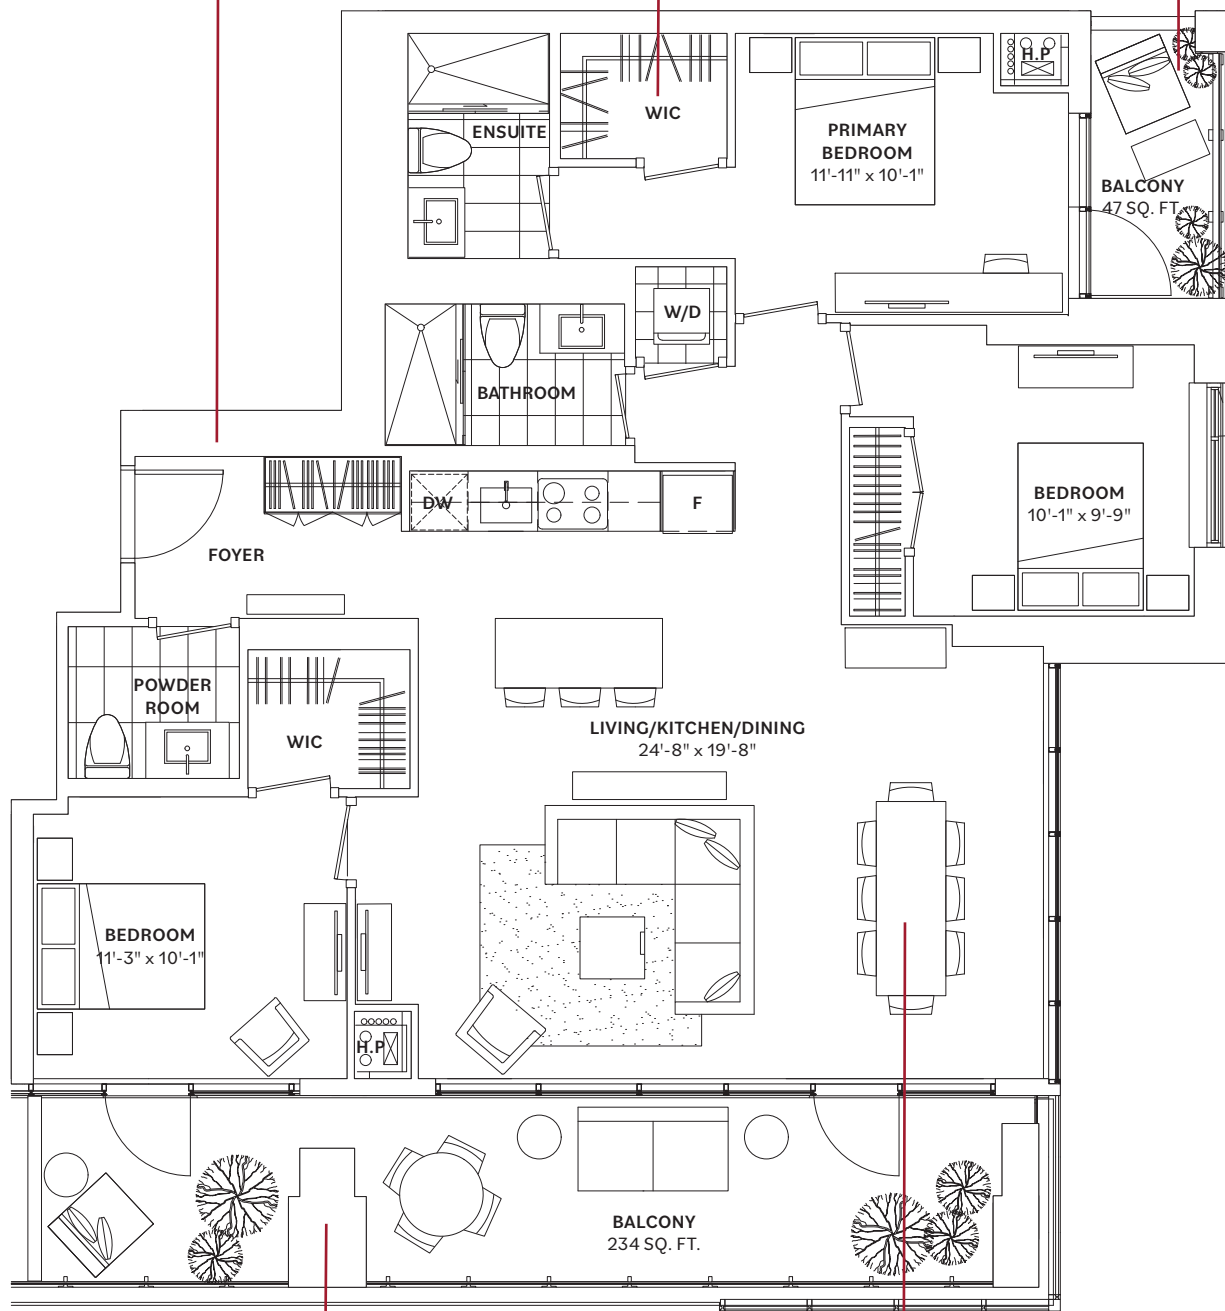 H.P
WIC
ENSUITE
PRIMARY
BEDROOM
11'-11" x 10'-1"
BALCONY
47 SQ. FT.
W/D
BATHROOM
DW
F
BEDROOM
10'-1" x 9'-9"
FOYER
POWDER
ROOM
WIC
LIVING/KITCHEN/DINING
24'-8" x 19'-8"
BEDROOM
11'-3" x 10'-1"
H.P
BALCONY
234 SQ. FT.